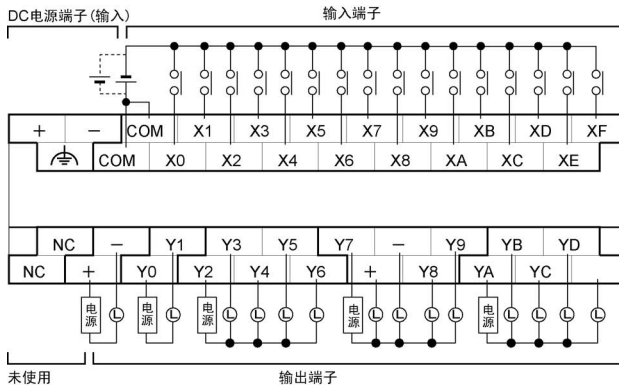 DC电源端子(输入)
输入端子
+ − COM X1 X3 X5 X7 X9 XB XD XF
COM X0 X2 X4 X6 X8 XA XC XE
NC − Y1 Y3 Y5 Y7 − Y9 YB YD
NC + Y0 Y2 Y4 Y6 + Y8 YA YC
电源 L 电源 L 电源 L L L L 电源 L L L L 电源 L L L L
未使用
输出端子